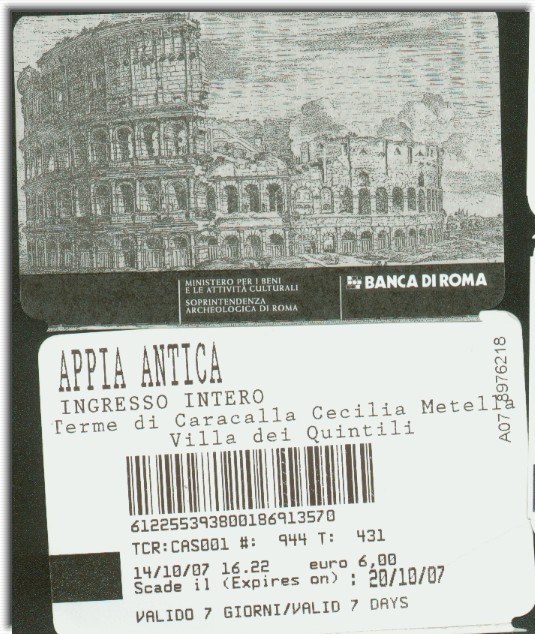 MINISTERO PER I BENI
E LE ATTIVITÀ CULTURALI
SOPRINTENDENZA
ARCHEOLOGICA DI ROMA
BANCA DI ROMA
APPIA ANTICA
INGRESSO INTERO
Terme di Caracalla Cecilia Metella
Villa dei Quintili
6122553938001869​13570
TCR:CAS001 #: 944 T: 431
14/10/07 16.22 euro 6,00
Scade il (Expires on) : 20/10/07
VALIDO 7 GIORNI/VALID 7 DAYS